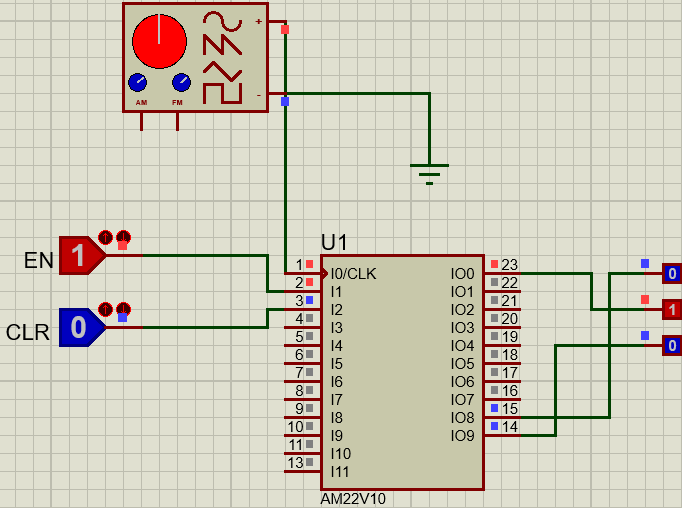 +
-
AM FM
U1
EN 1
CLR 0
1 I0/CLK IO0 23 0
2 I1 IO1 22
3 I2 IO2 21 1
4 I3 IO3 20
5 I4 IO4 19 0
6 I5 IO5 18
7 I6 IO6 17
8 I7 IO7 16
9 I8 IO8 15
10 I9 IO9 14
11 I10
13 I11
AM22V10